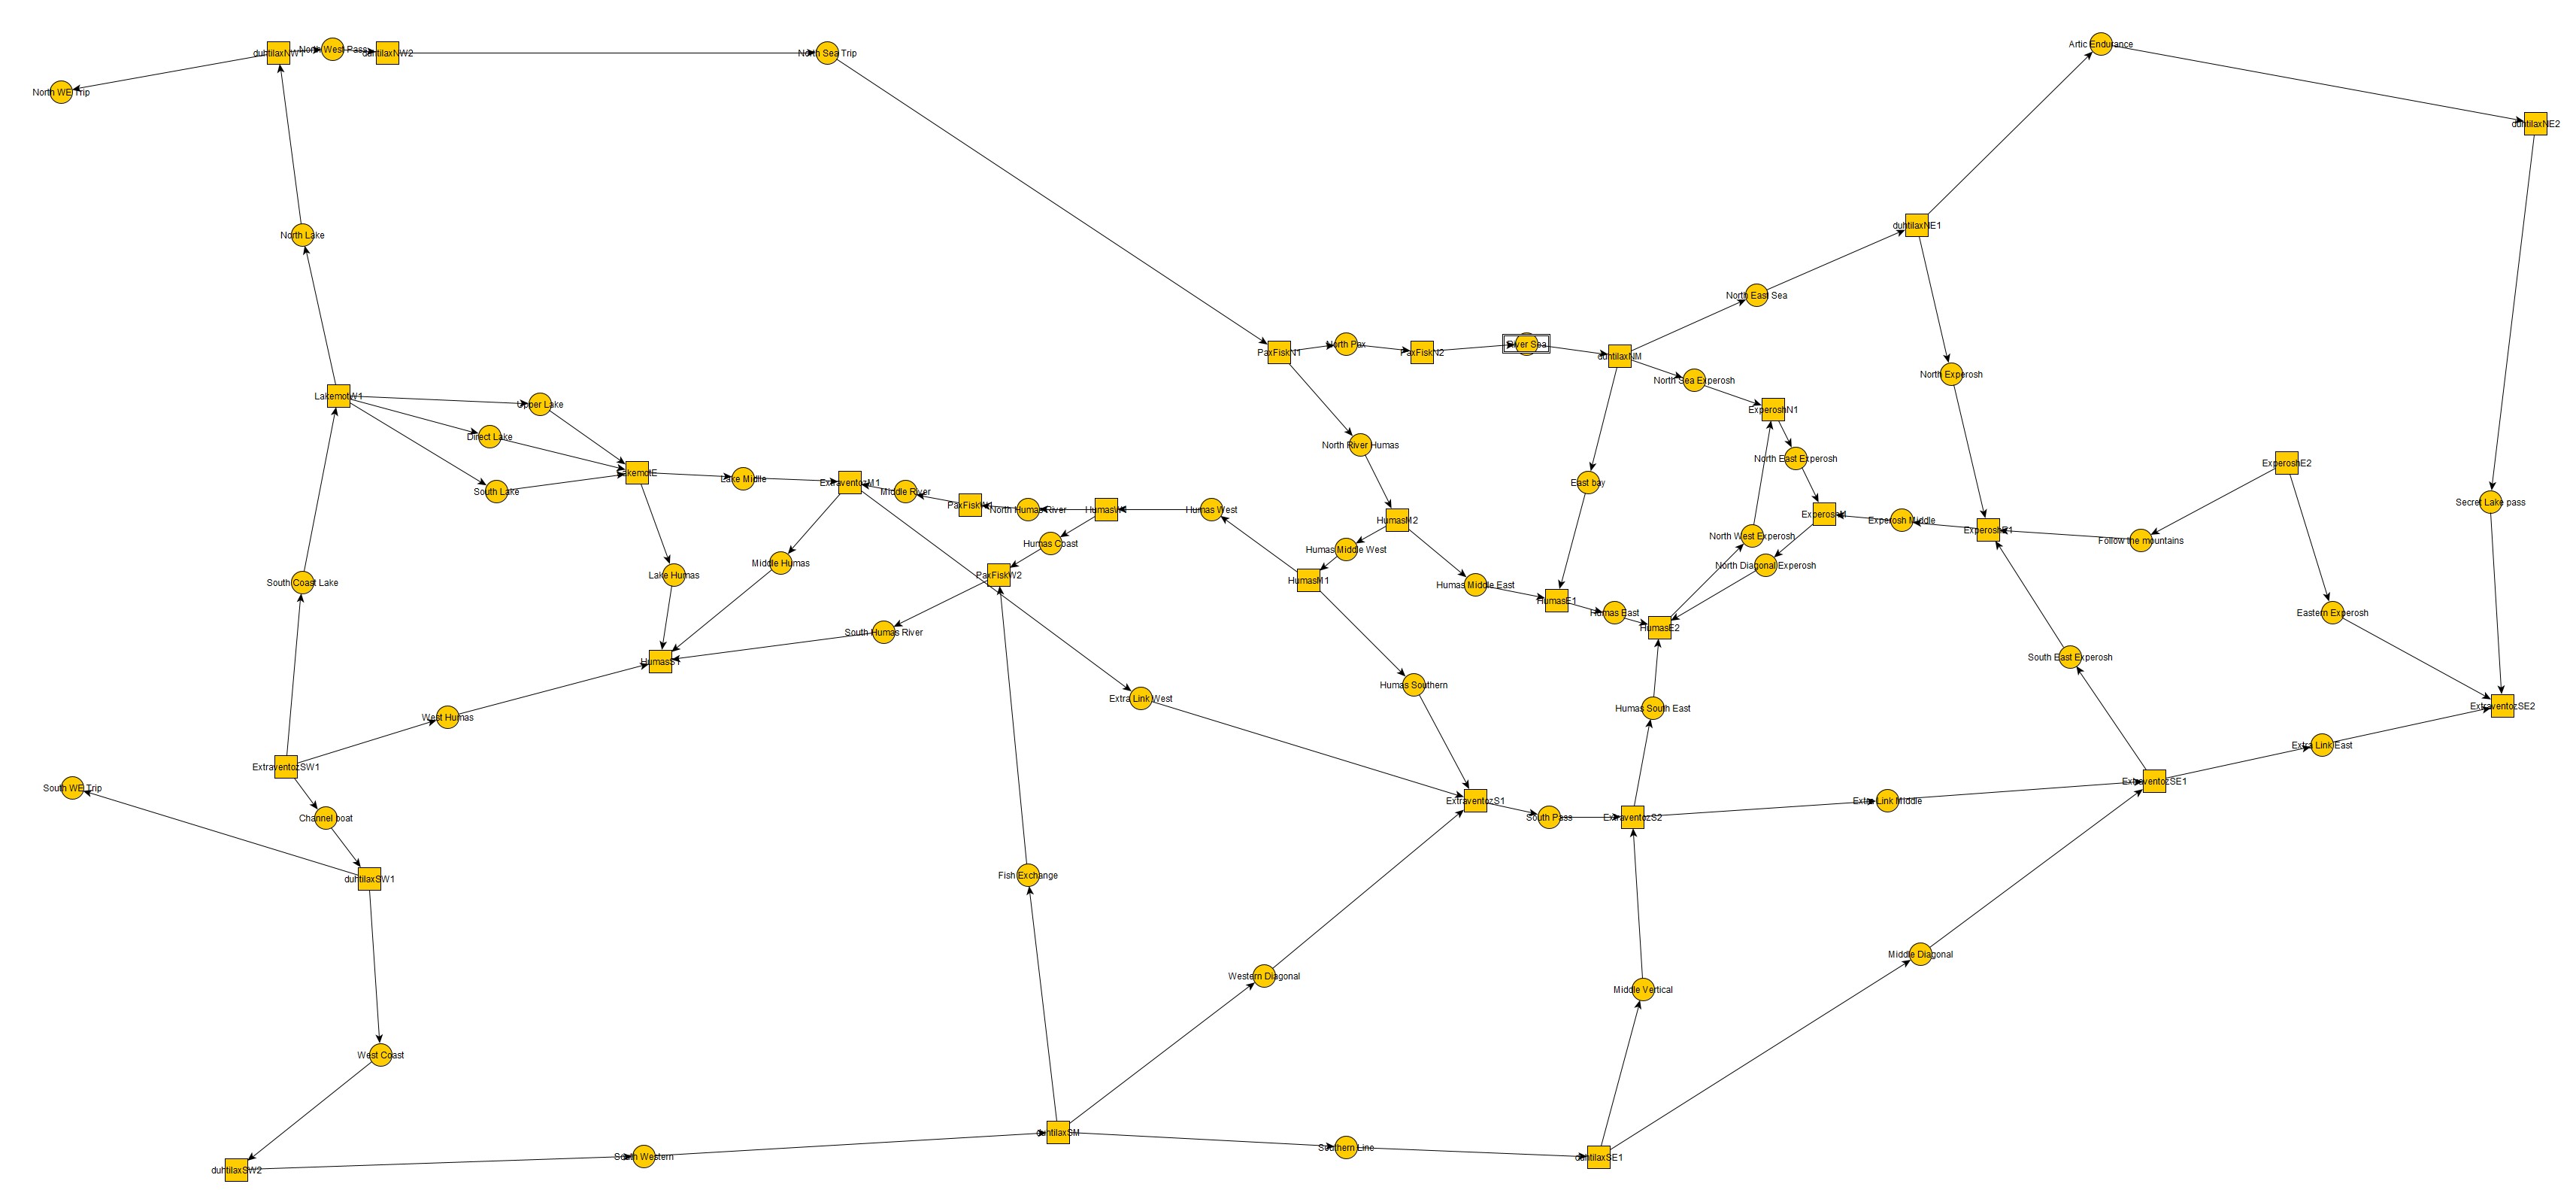 Artic Endurance
duhtilaxNW1
North West Pass
duhtilaxNW2
North Sea Trip
North WE Trip
duhtilaxNE2
duhtilaxNE1
North Lake
North East Sea
PaxFiskN1
North Pax
PaxFiskN2
River Sea
duhtilaxNM
North Experosh
North Sea Experosh
LakemotW1
Upper Lake
ExperoshN1
Direct Lake
North River Humas
North East Experosh
ExperoshE2
LakemotE
Lake Middle
ExtraventozM1
East bay
South Lake
Middle River
Secret Lake pass
PaxFiskW1
North Humas River
Humas West
HumasM2
ExperoshM
Experosh Middle
ExperoshE1
Follow the mountains
Humas Coast
Humas Middle West
North West Experosh
Middle Humas
North Diagonal Experosh
South Coast Lake
Lake Humas
PaxFiskW2
HumasM1
Humas Middle East
HumasE1
Humas East
Eastern Experosh
HumasE2
South Humas River
HumasS1
South East Experosh
Humas Southern
Extra Link West
Humas South East
ExtraventozSE2
West Humas
Extra Link East
ExtraventozSW1
ExtraventozSE1
South WE Trip
ExtraventozS1
Extra Link Middle
Channel boat
South Pass
ExtraventozS2
Fish Exchange
duhtilaxSW1
Middle Diagonal
Western Diagonal
Middle Vertical
West Coast
duhtilaxSM
Southern Line
South Western
duhtilaxSE1
duhtilaxSW2